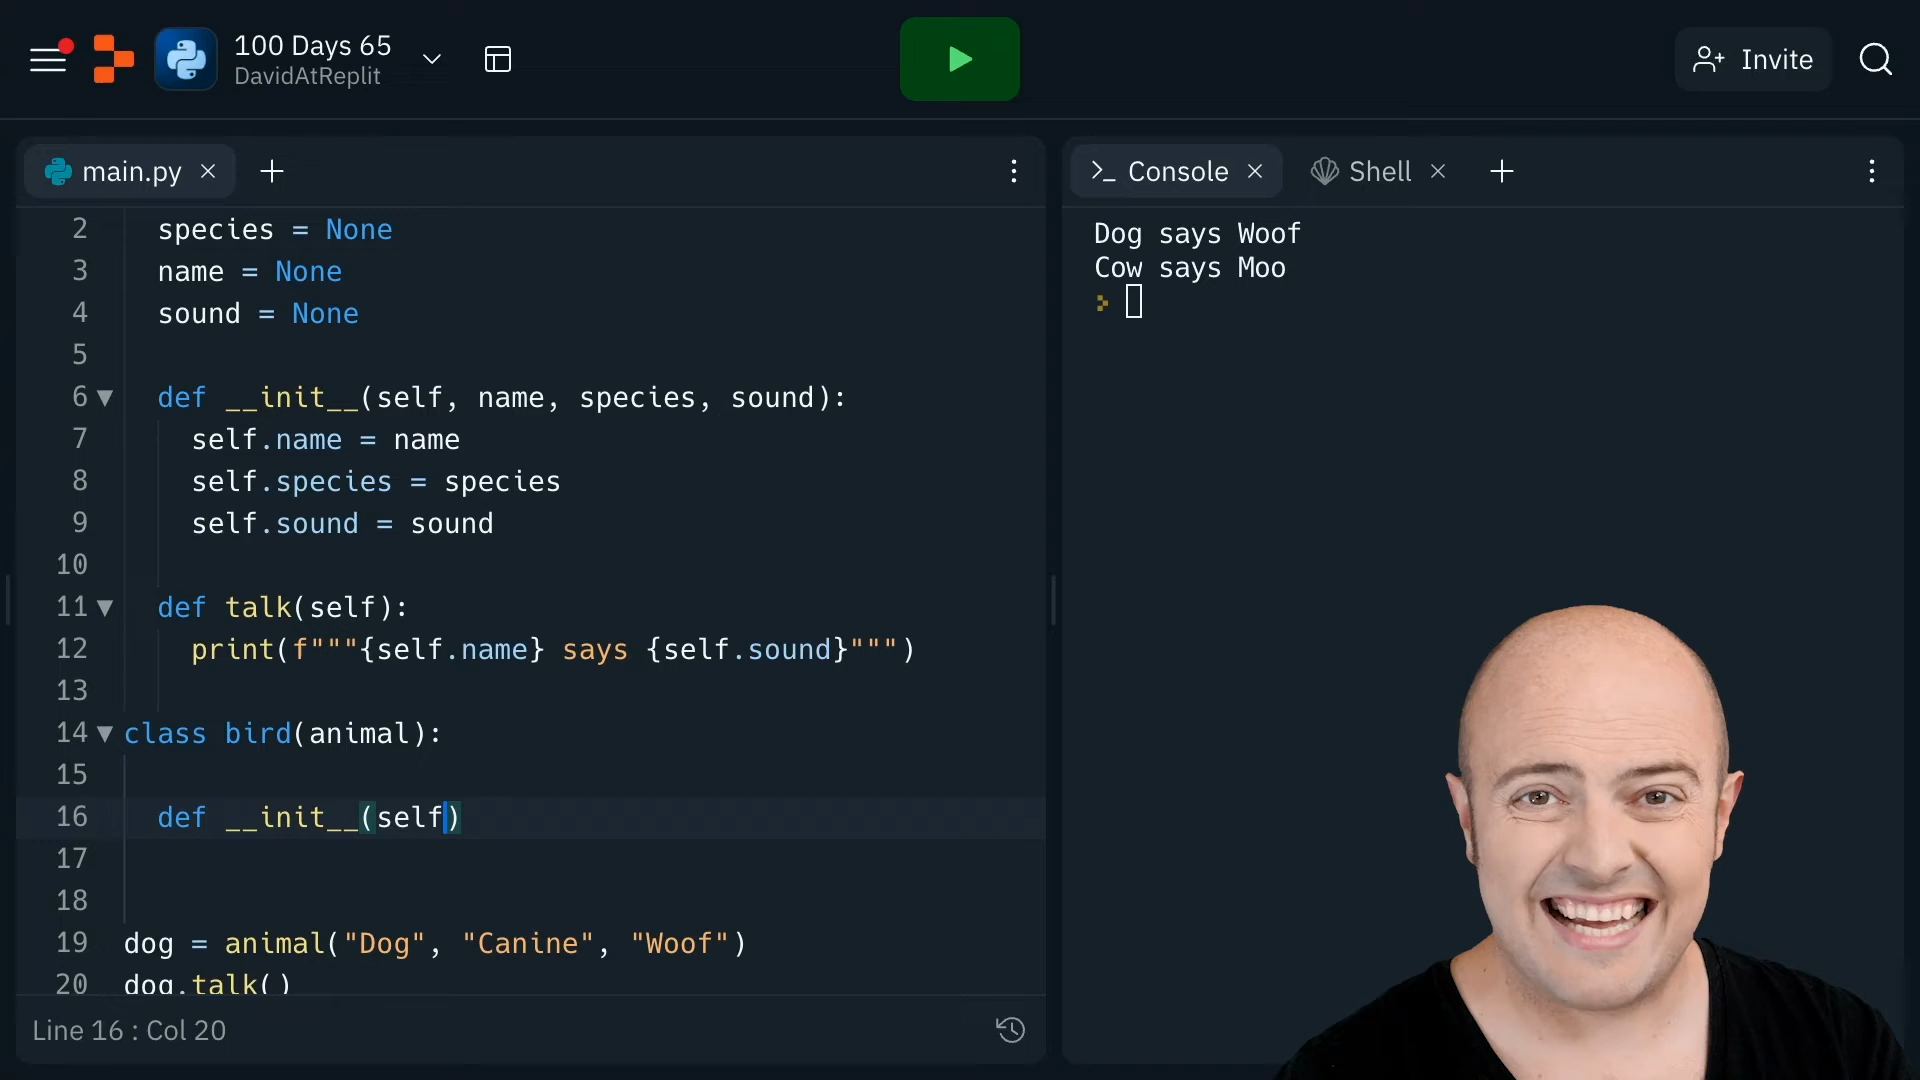 100 Days 65
DavidAtReplit
Invite
main.py
Console
Shell
2 species = None
3 name = None
4 sound = None
5
6 def __init__(self, name, species, sound):
7 self.name = name
8 self.species = species
9 self.sound = sound
10
11 def talk(self):
12 print(f"""{self.name} says {self.sound}""")
13
14 class bird(animal):
15
16 def __init__(self)
17
18
19 dog = animal("Dog", "Canine", "Woof")
20 dog.talk()
Line 16 : Col 20
Dog says Woof
Cow says Moo